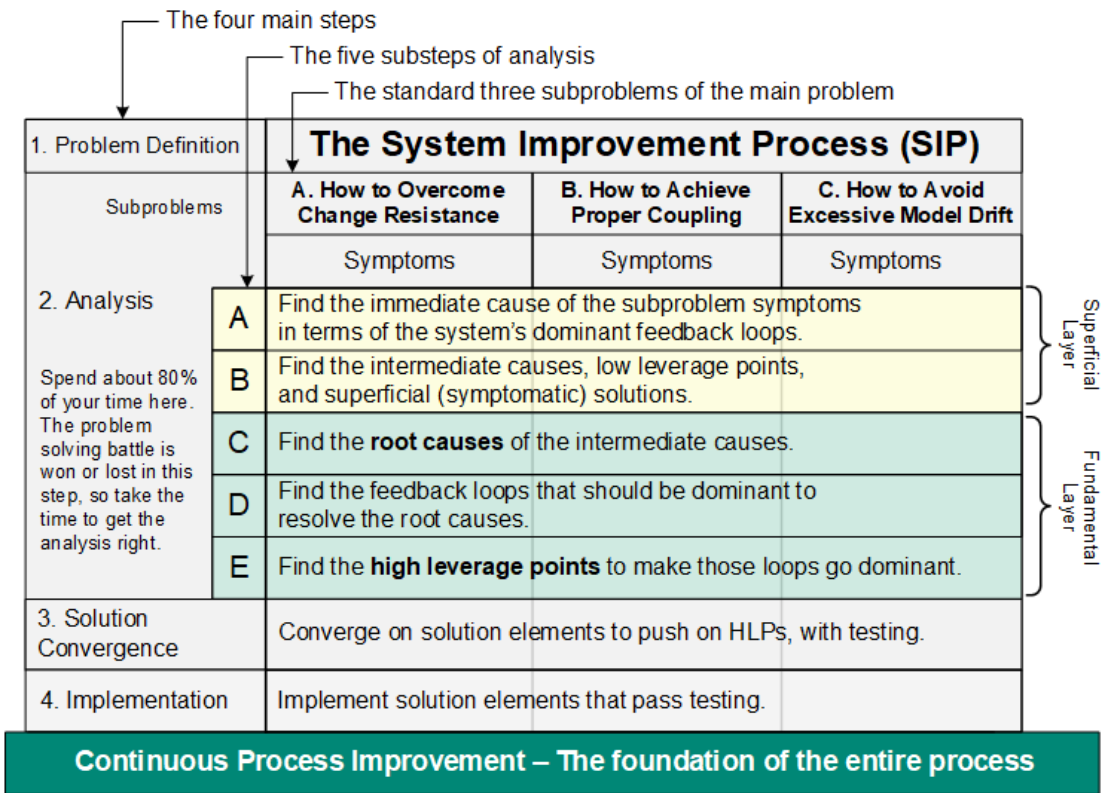 The four main steps
The five substeps of analysis
The standard three subproblems of the main problem
1. Problem Definition
The System Improvement Process (SIP)
Subproblems
A. How to Overcome
Change Resistance
B. How to Achieve
Proper Coupling
C. How to Avoid
Excessive Model Drift
Symptoms
Symptoms
Symptoms
2. Analysis
Spend about 80%
of your time here.
The problem
solving battle is
won or lost in this
step, so take the
time to get the
analysis right.
A
Find the immediate cause of the subproblem symptoms
in terms of the system's dominant feedback loops.
B
Find the intermediate causes, low leverage points,
and superficial (symptomatic) solutions.
Superficial
Layer
C
Find the root causes of the intermediate causes.
D
Find the feedback loops that should be dominant to
resolve the root causes.
E
Find the high leverage points to make those loops go dominant.
Fundamental
Layer
3. Solution
Convergence
Converge on solution elements to push on HLPs, with testing.
4. Implementation
Implement solution elements that pass testing.
Continuous Process Improvement – The foundation of the entire process